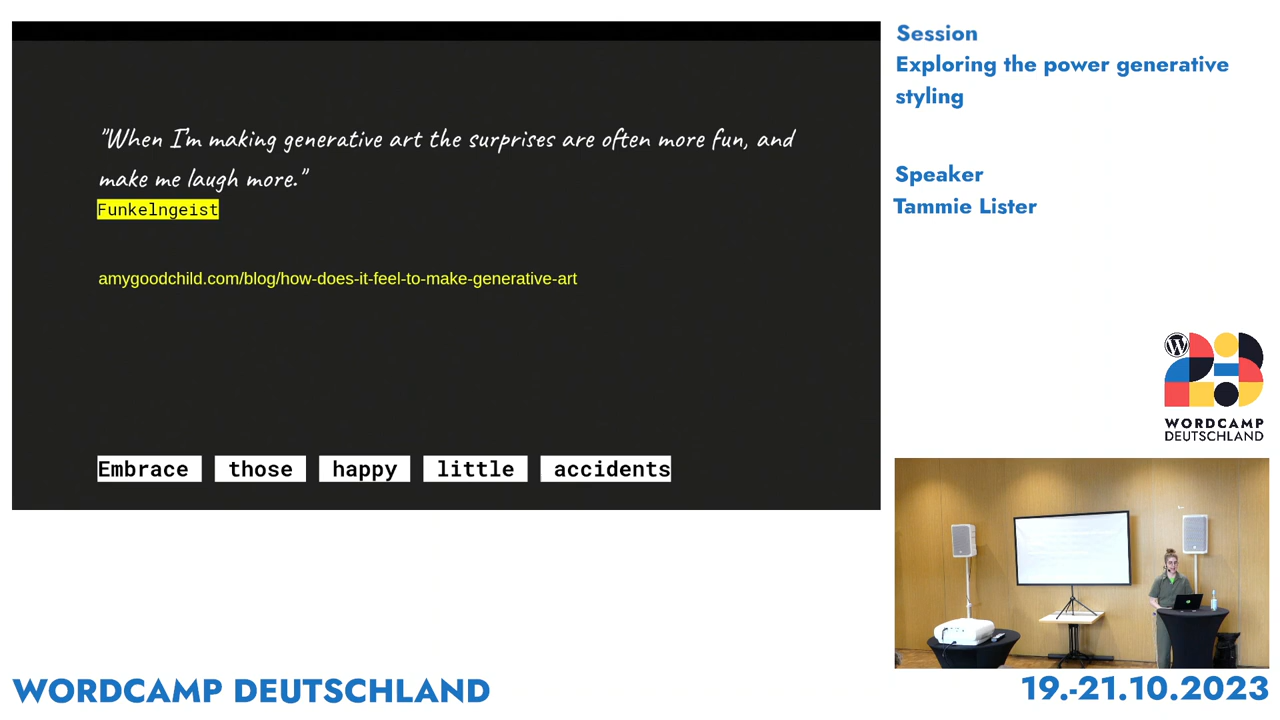 "When I'm making generative art the surprises are often more fun, and
make me laugh more."
Funkelngeist
amygoodchild.com/blog/how-does-it-feel-to-make-generative-art
Embrace those happy little accidents
Session
Exploring the power generative
styling
Speaker
Tammie Lister
WORDCAMP
DEUTSCHLAND
WORDCAMP DEUTSCHLAND
19.-21.10.2023